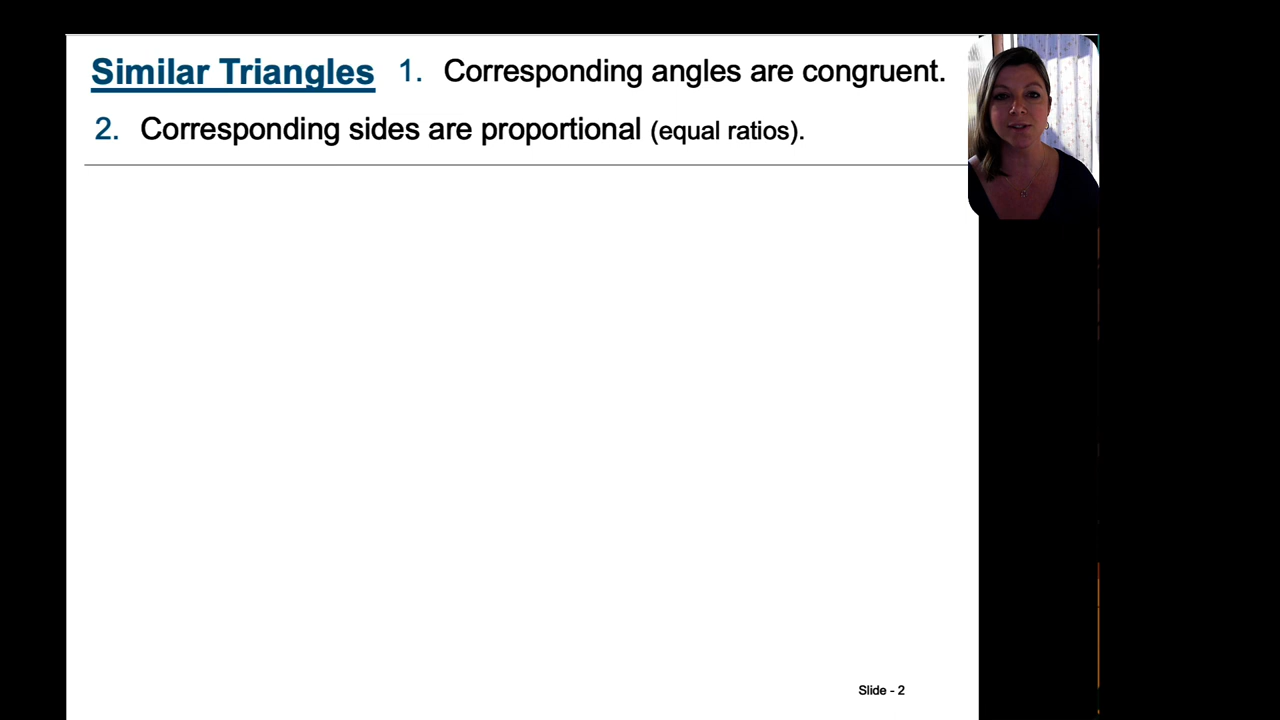 Similar Triangles 1. Corresponding angles are congruent.
2. Corresponding sides are proportional (equal ratios).
Slide - 2